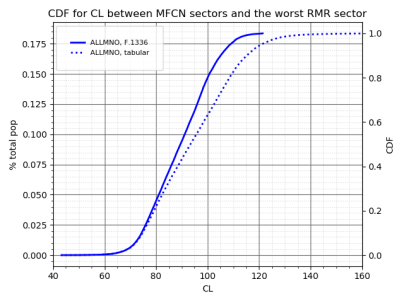 CDF for CL between MFCN sectors and the worst RMR sector
ALLMNO, F.1336
ALLMNO, tabular
% total pop
0.175
0.150
0.125
0.100
0.075
0.050
0.025
0.000
1.0
0.8
0.6
0.4
0.2
0.0
CDF
40 60 80 100 120 140 160
CL